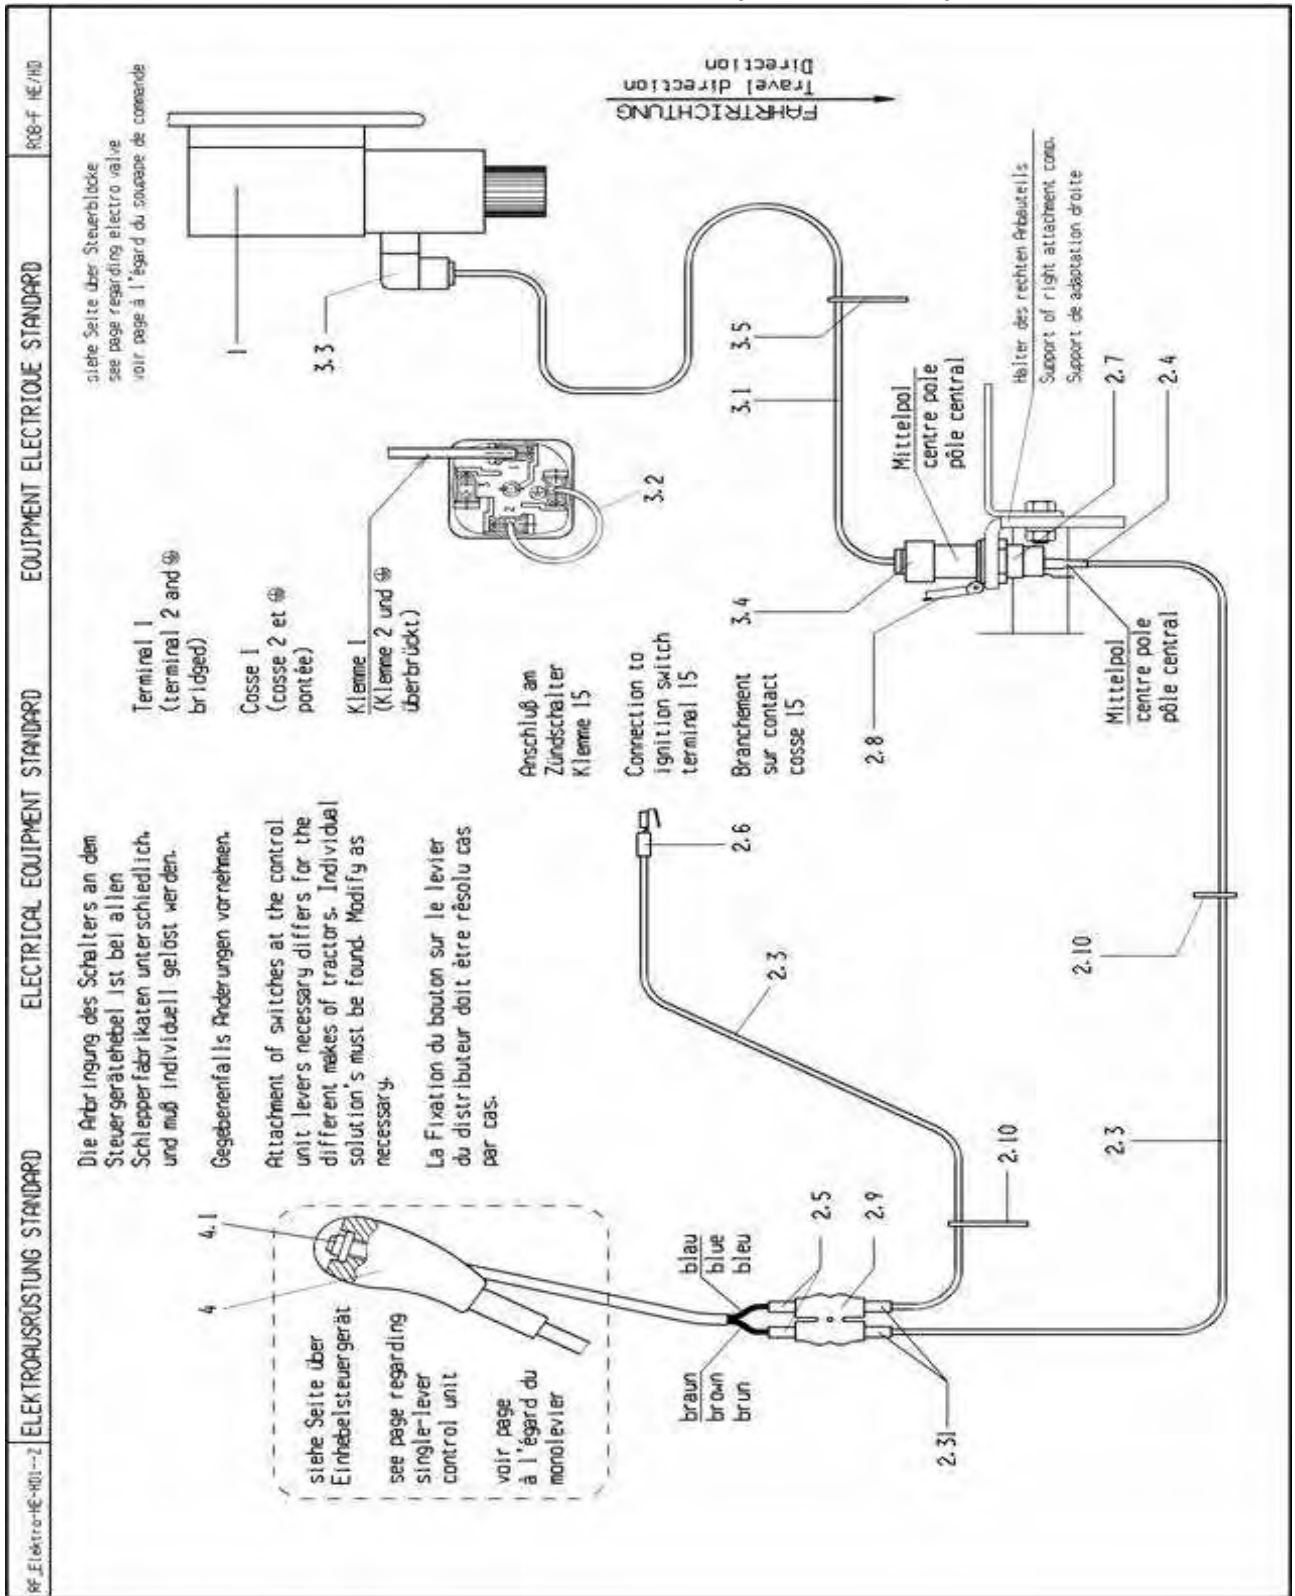 RF_Elektro-HE-HD1--Z
ELEKTROAUSRÜSTUNG STANDARD
ELECTRICAL EQUIPMENT STANDARD
EQUIPMENT ELECTRIQUE STANDARD
ROB-F HE/HD
Die Anbringung des Schalters an dem
Steuergerätehebel ist bei allen
Schlepperfabrikaten unterschiedlich.
und muß individuell gelöst werden.
Gegebenenfalls Änderungen vornehmen.
Attachment of switches at the control
unit levers necessary differs for the
different makes of tractors. Individual
solution's must be found. Modify as
necessary.
La Fixation du bouton sur le levier
du distributeur doit être résolu cas
par cas.
siehe Seite über Steuerblöcke
see page regarding electro valve
voir page à l'égard du soupape de commande
1
3.3
Terminal 1
(terminal 2 and ⏚
bridged)
Cosse 1
(cosse 2 et ⏚
pontée)
Klemme 1
(Klemme 2 und ⏚
überbrückt)
3
1
2
⏚
3.2
FAHRTRICHTUNG
Travel direction
Direction
4
4.1
siehe Seite über
Einhebelsteuergerät
see page regarding
single-lever
control unit
voir page
à l'égard du
monolevier
Anschluß am
Zündschalter
Klemme 15
Connection to
ignition switch
terminal 15
Branchement
sur contact
cosse 15
2.6
3.1
3.5
3.4
2.8
Mittelpol
centre pole
pôle central
Halter des rechten Anbauteils
Support of right attachment comp.
Support de adaptation droite
2.7
2.4
Mittelpol
centre pole
pôle central
braun
brown
brun
blau
blue
bleu
2.5
2.9
2.31
2.10
2.3
2.10
2.3